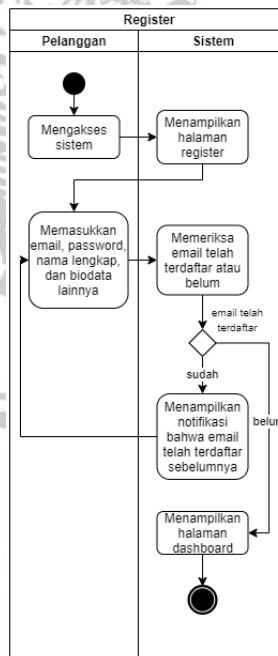 Register
Pelanggan
Sistem
Mengakses
sistem
Menampilkan
halaman
register
Memasukkan
email, password,
nama lengkap,
dan biodata
lainnya
Memeriksa
email telah
terdaftar atau
belum
email telah
terdaftar
sudah
belum
Menampilkan
notifikasi
bahwa email
telah terdaftar
sebelumnya
Menampilkan
halaman
dashboard